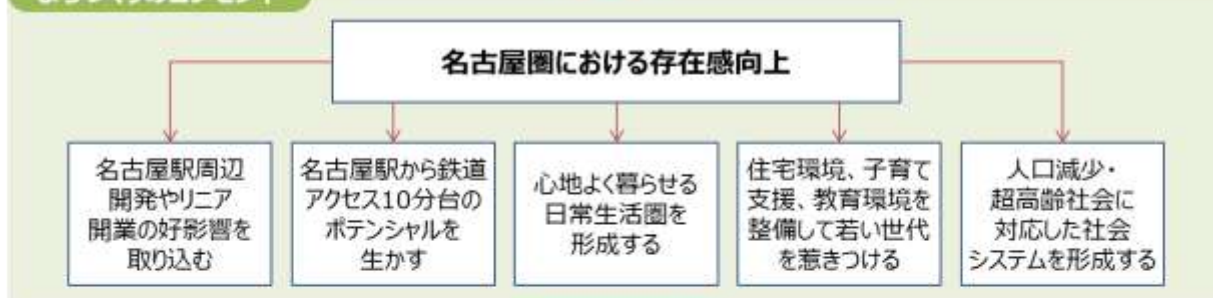 名古屋圏における存在感向上
名古屋駅周辺
開発やリニア
開業の好影響を
取り込む
名古屋駅から鉄道
アクセス10分台の
ポテンシャルを
生かす
心地よく暮らせる
日常生活圏を
形成する
住宅環境、子育て
支援、教育環境を
整備して若い世代
を惹きつける
人口減少・
超高齢社会に
対応した社会
システムを形成する